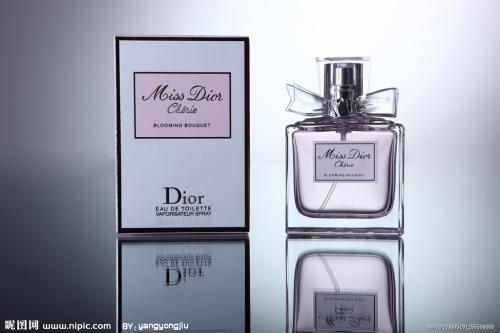 Miss Dior
Chérie
BLOOMING BOUQUET
Dior
EAU DE TOILETTE
VAPORISATEUR SPRAY
Miss Dior
Chérie
BLOOMING BOUQUET
昵图网
www.nipic.com
BY: yangyongjiu